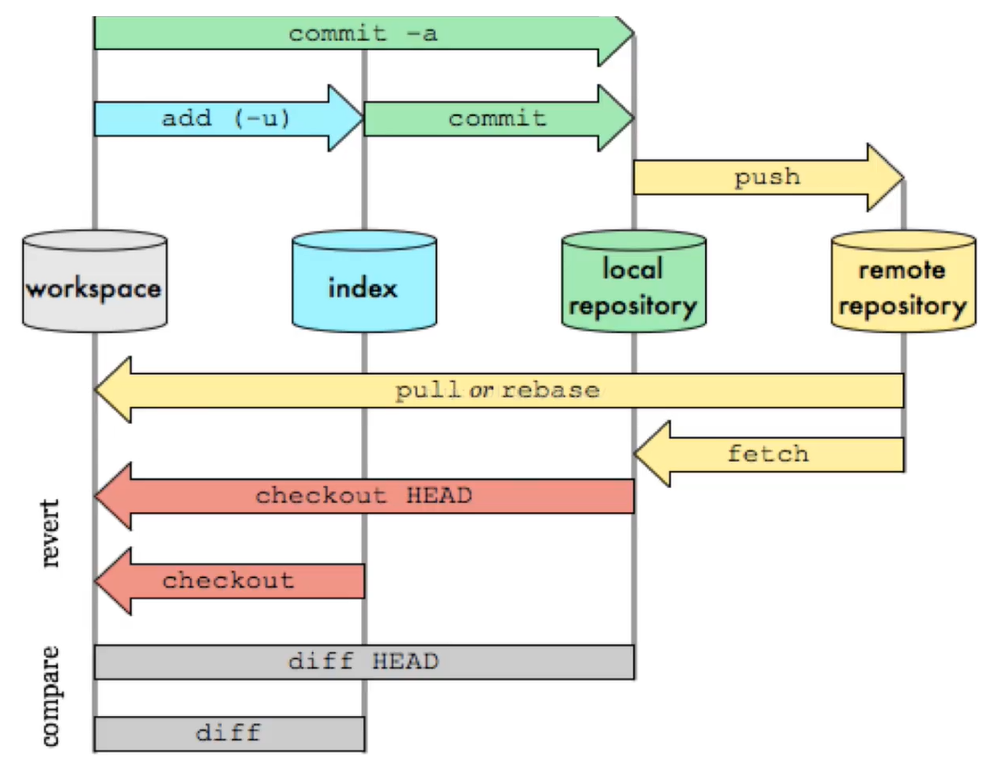 commit -a
add (-u)
commit
push
workspace
index
local
repository
remote
repository
pull or rebase
fetch
revert
checkout HEAD
checkout
compare
diff HEAD
diff